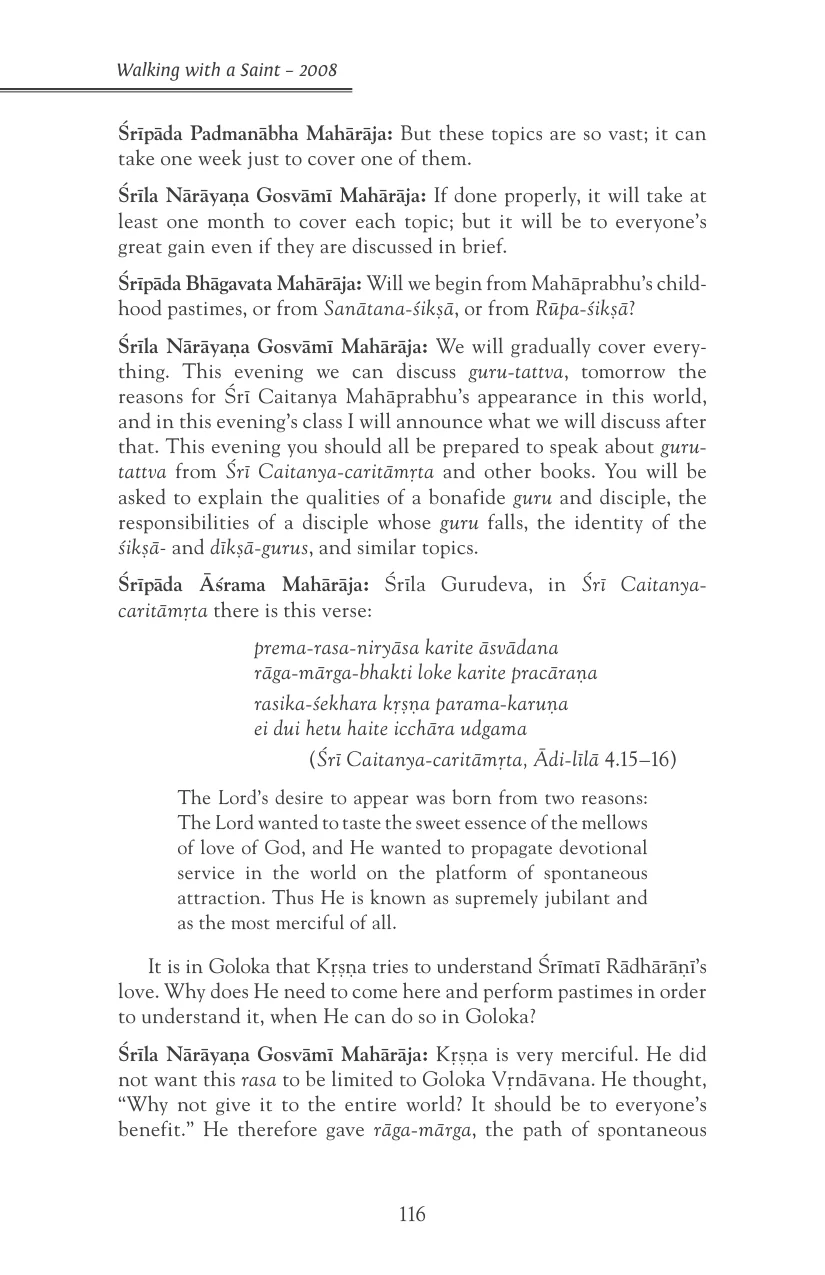 Walking with a Saint – 2008
Śrīpāda Padmanābha Mahārāja: But these topics are so vast; it can
take one week just to cover one of them.
Śrīla Nārāyaṇa Gosvāmī Mahārāja: If done properly, it will take at
least one month to cover each topic; but it will be to everyone's
great gain even if they are discussed in brief.
Śrīpāda Bhāgavata Mahārāja: Will we begin from Mahāprabhu's child-
hood pastimes, or from Sanātana-śikṣā, or from Rūpa-śikṣā?
Śrīla Nārāyaṇa Gosvāmī Mahārāja: We will gradually cover every-
thing. This evening we can discuss guru-tattva, tomorrow the
reasons for Śrī Caitanya Mahāprabhu's appearance in this world,
and in this evening's class I will announce what we will discuss after
that. This evening you should all be prepared to speak about guru-
tattva from Śrī Caitanya-caritāmṛta and other books. You will be
asked to explain the qualities of a bonafide guru and disciple, the
responsibilities of a disciple whose guru falls, the identity of the
śikṣā- and dīkṣā-gurus, and similar topics.
Śrīpāda Āśrama Mahārāja: Śrīla Gurudeva, in Śrī Caitanya-
caritāmṛta there is this verse:
prema-rasa-niryāsa karite āsvādana
rāga-mārga-bhakti loke karite pracāraṇa
rasika-śekhara kṛṣṇa parama-karuṇa
ei dui hetu haite icchāra udgama
(Śrī Caitanya-caritāmṛta, Ādi-līlā 4.15–16)
The Lord's desire to appear was born from two reasons:
The Lord wanted to taste the sweet essence of the mellows
of love of God, and He wanted to propagate devotional
service in the world on the platform of spontaneous
attraction. Thus He is known as supremely jubilant and
as the most merciful of all.
It is in Goloka that Kṛṣṇa tries to understand Śrīmatī Rādhārāṇī's
love. Why does He need to come here and perform pastimes in order
to understand it, when He can do so in Goloka?
Śrīla Nārāyaṇa Gosvāmī Mahārāja: Kṛṣṇa is very merciful. He did
not want this rasa to be limited to Goloka Vṛndāvana. He thought,
"Why not give it to the entire world? It should be to everyone's
benefit." He therefore gave rāga-mārga, the path of spontaneous
116